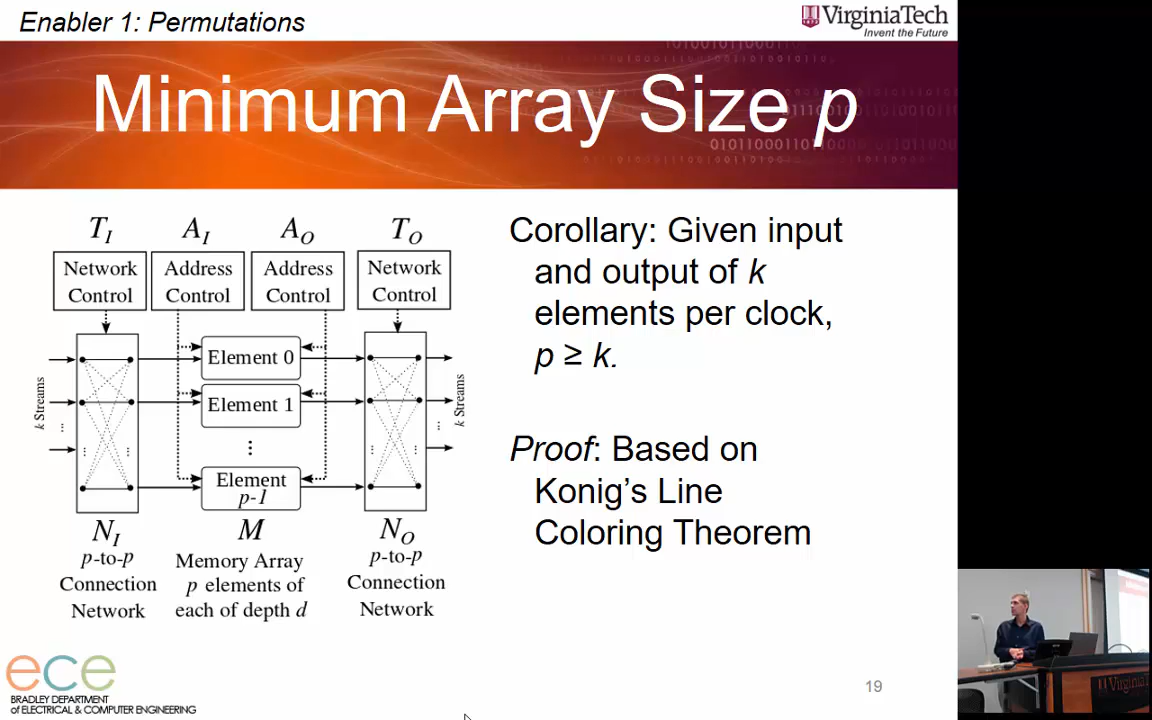 Enabler 1: Permutations
VirginiaTech
Invent the Future
Minimum Array Size p
T_I
A_I
A_O
T_O
Network
Control
Address
Control
Address
Control
Network
Control
Element 0
Element 1
⋮
Element
p-1
k Streams
...
k Streams
...
N_I
p-to-p
Connection
Network
M
Memory Array
p elements of
each of depth d
N_O
p-to-p
Connection
Network
Corollary: Given input
and output of k
elements per clock,
p ≥ k.
Proof: Based on
Konig’s Line
Coloring Theorem
ece
BRADLEY DEPARTMENT
of ELECTRICAL & COMPUTER ENGINEERING
19
VirginiaT